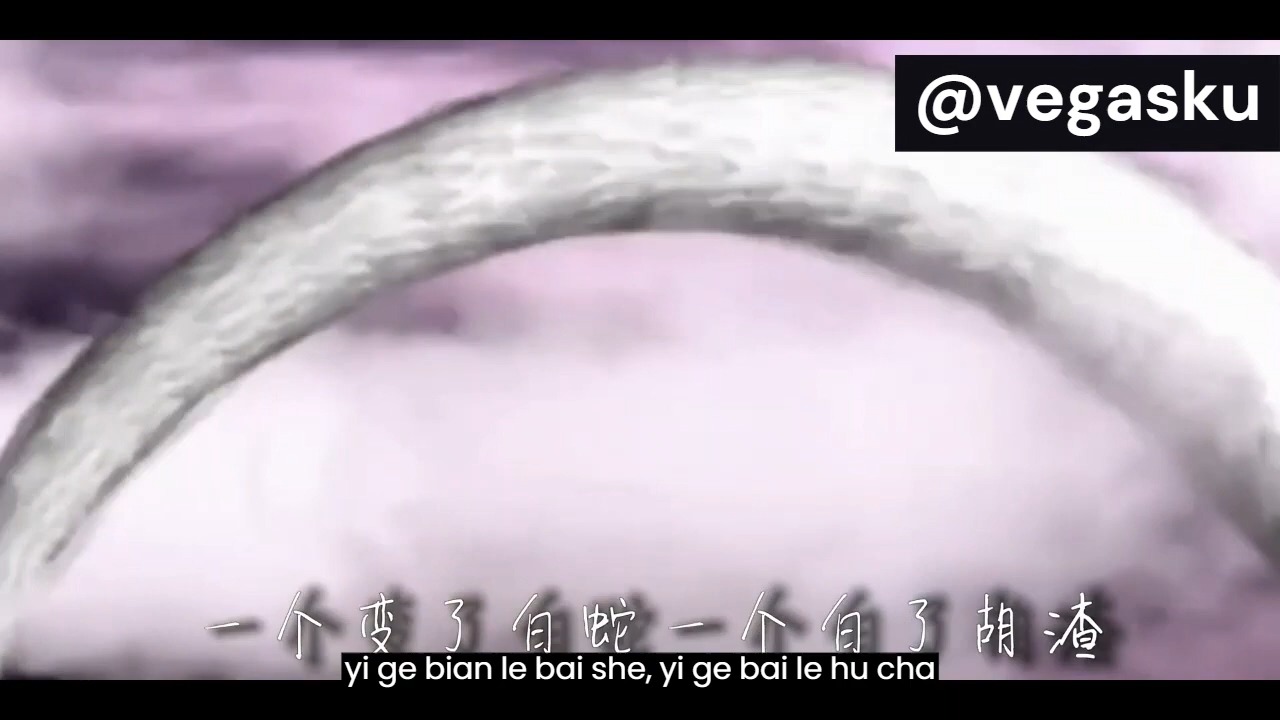 @vegasku
一个变了白蛇一个白了胡渣
yi ge bian le bai she, yi ge bai le hu cha